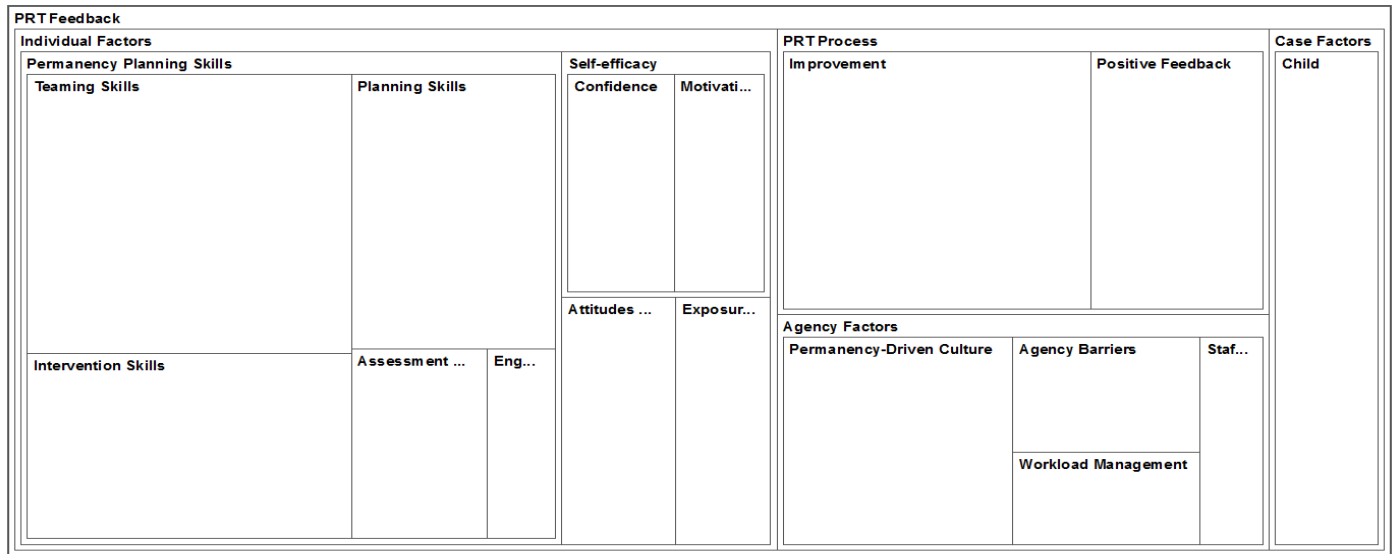 PRT Feedback
Individual Factors
Permanency Planning Skills
Teaming Skills
Planning Skills
Intervention Skills
Assessment ...
Eng...
Self-efficacy
Confidence
Motivati...
Attitudes ...
Exposur...
PRT Process
Improvement
Positive Feedback
Agency Factors
Permanency-Driven Culture
Agency Barriers
Workload Management
Staf...
Case Factors
Child